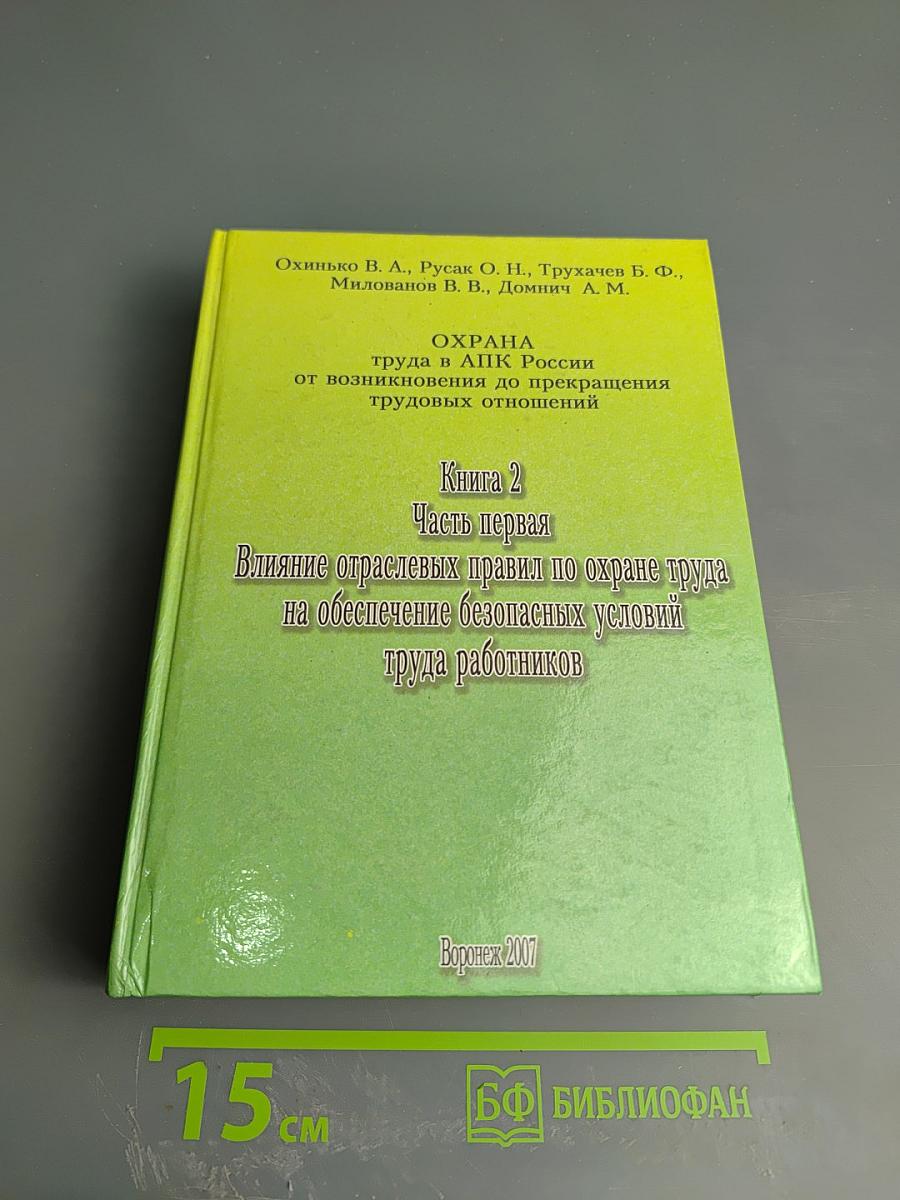 Охинько В. А., Русак О. Н., Трухачев Б. Ф.,
Милованов В. В., Домнич А. М.
ОХРАНА
труда в АПК России
от возникновения до прекращения
трудовых отношений
Книга 2
Часть первая
Влияние отраслевых правил по охране труда
на обеспечение безопасных условий
труда работников
Воронеж 2007
15 см
БФ БИБЛИОФАН